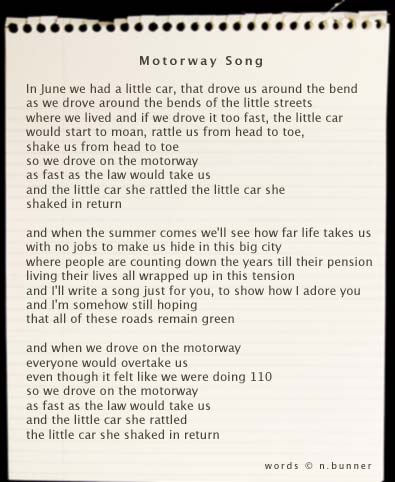 Motorway Song
In June we had a little car, that drove us around the bend
as we drove around the bends of the little streets
where we lived and if we drove it too fast, the little car
would start to moan, rattle us from head to toe,
shake us from head to toe
so we drove on the motorway
as fast as the law would take us
and the little car she rattled the little car she
shaked in return
and when the summer comes we'll see how far life takes us
with no jobs to make us hide in this big city
where people are counting down the years till their pension
living their lives all wrapped up in this tension
and I'll write a song just for you, to show how I adore you
and I'm somehow still hoping
that all of these roads remain green
and when we drove on the motorway
everyone would overtake us
even though it felt like we were doing 110
so we drove on the motorway
as fast as the law would take us
and the little car she rattled
the little car she shaked in return
words © n.bunner